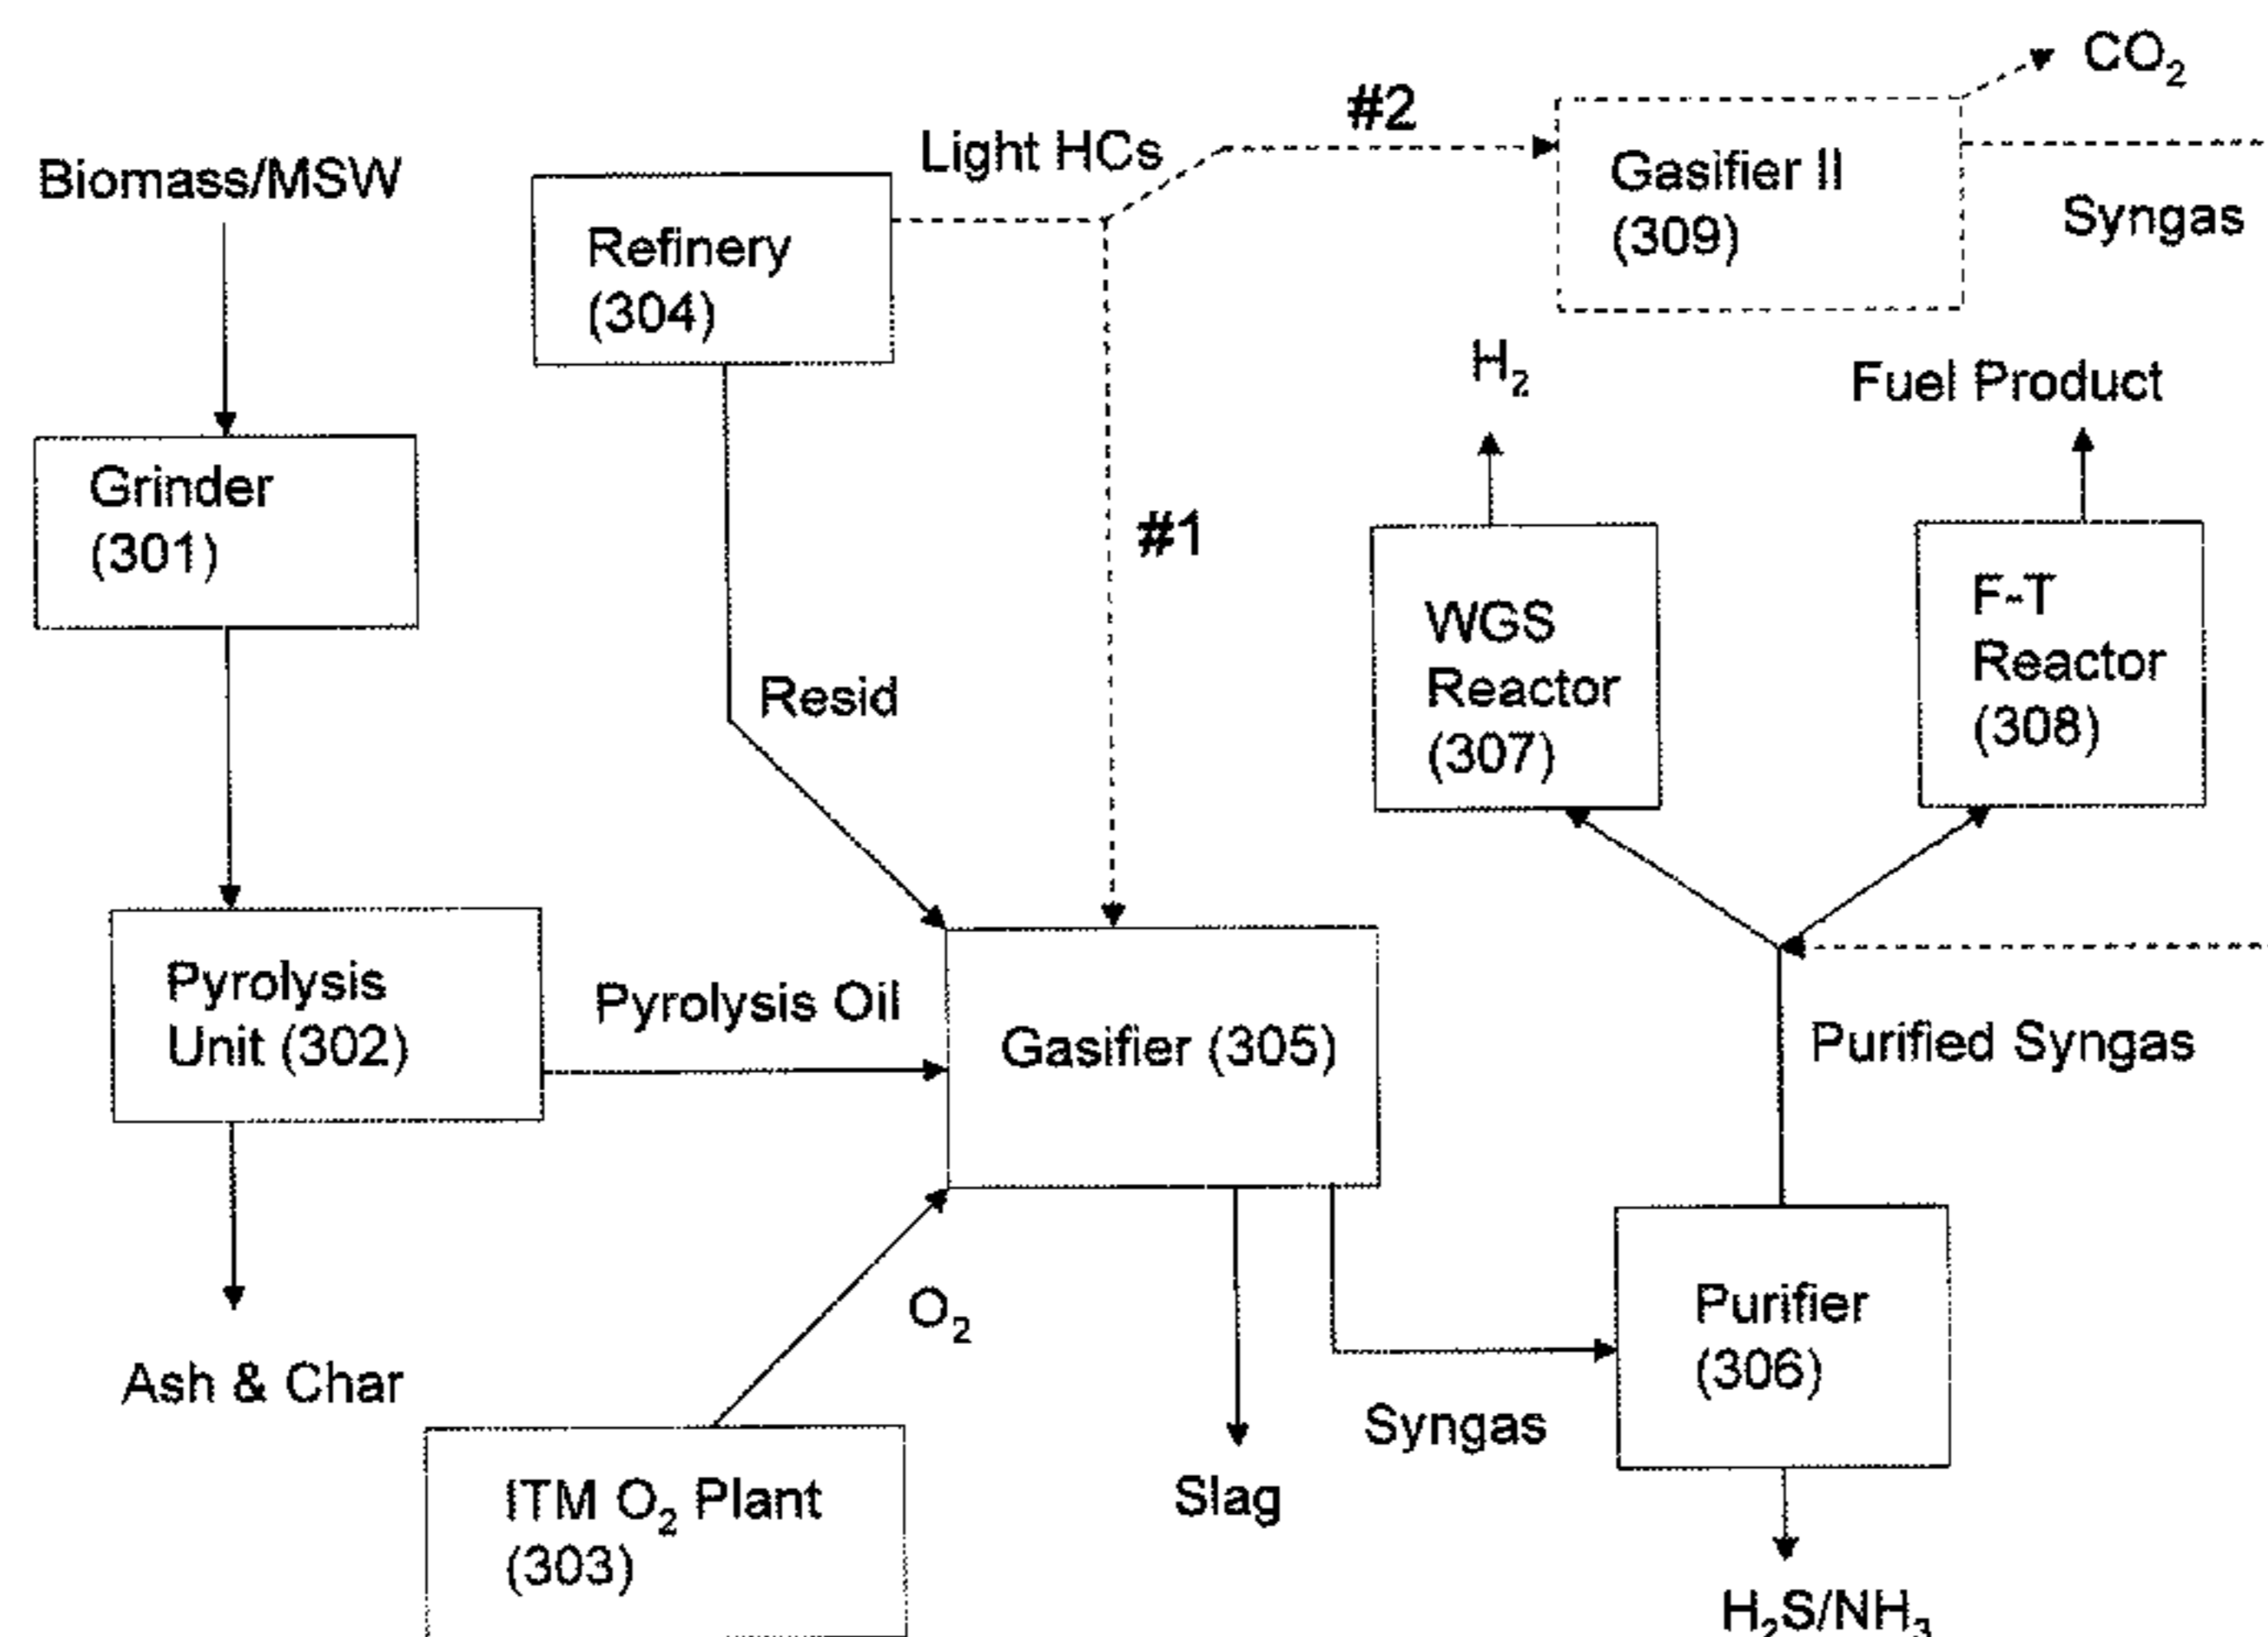 CO₂
#2
Light HCs
Biomass/MSW
Gasifier II
(309)
Syngas
Refinery
(304)
H₂
Fuel Product
Grinder
(301)
#1
F-T
Reactor
(308)
WGS
Reactor
(307)
Resid
Pyrolysis
Unit (302)
Pyrolysis Oil
Gasifier (305)
Purified Syngas
Purifier
(306)
O₂
Ash & Char
Syngas
ITM O₂ Plant
(303)
Slag
H₂S/NH₃